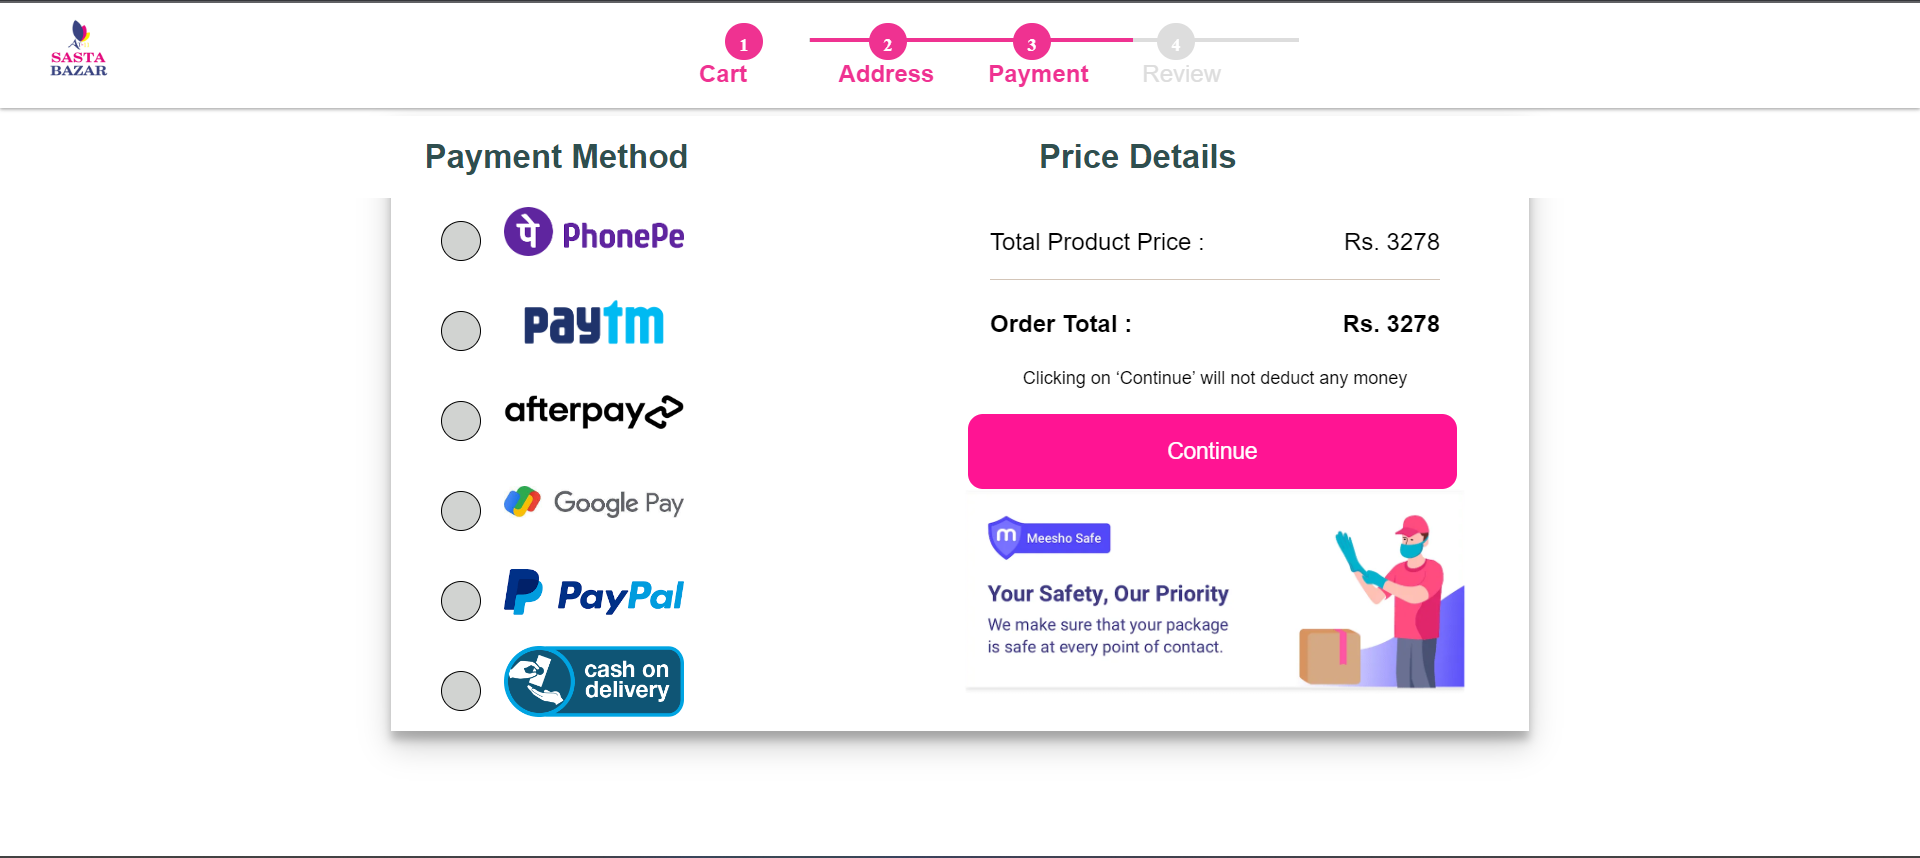 SASTA
BAZAR
1
2
3
4
Cart
Address
Payment
Review
Payment Method
पे PhonePe
paytm
afterpay
Google Pay
PayPal
cash on
delivery
Price Details
Total Product Price : Rs. 3278
Order Total : Rs. 3278
Clicking on ‘Continue’ will not deduct any money
Continue
m Meesho Safe
Your Safety, Our Priority
We make sure that your package
is safe at every point of contact.